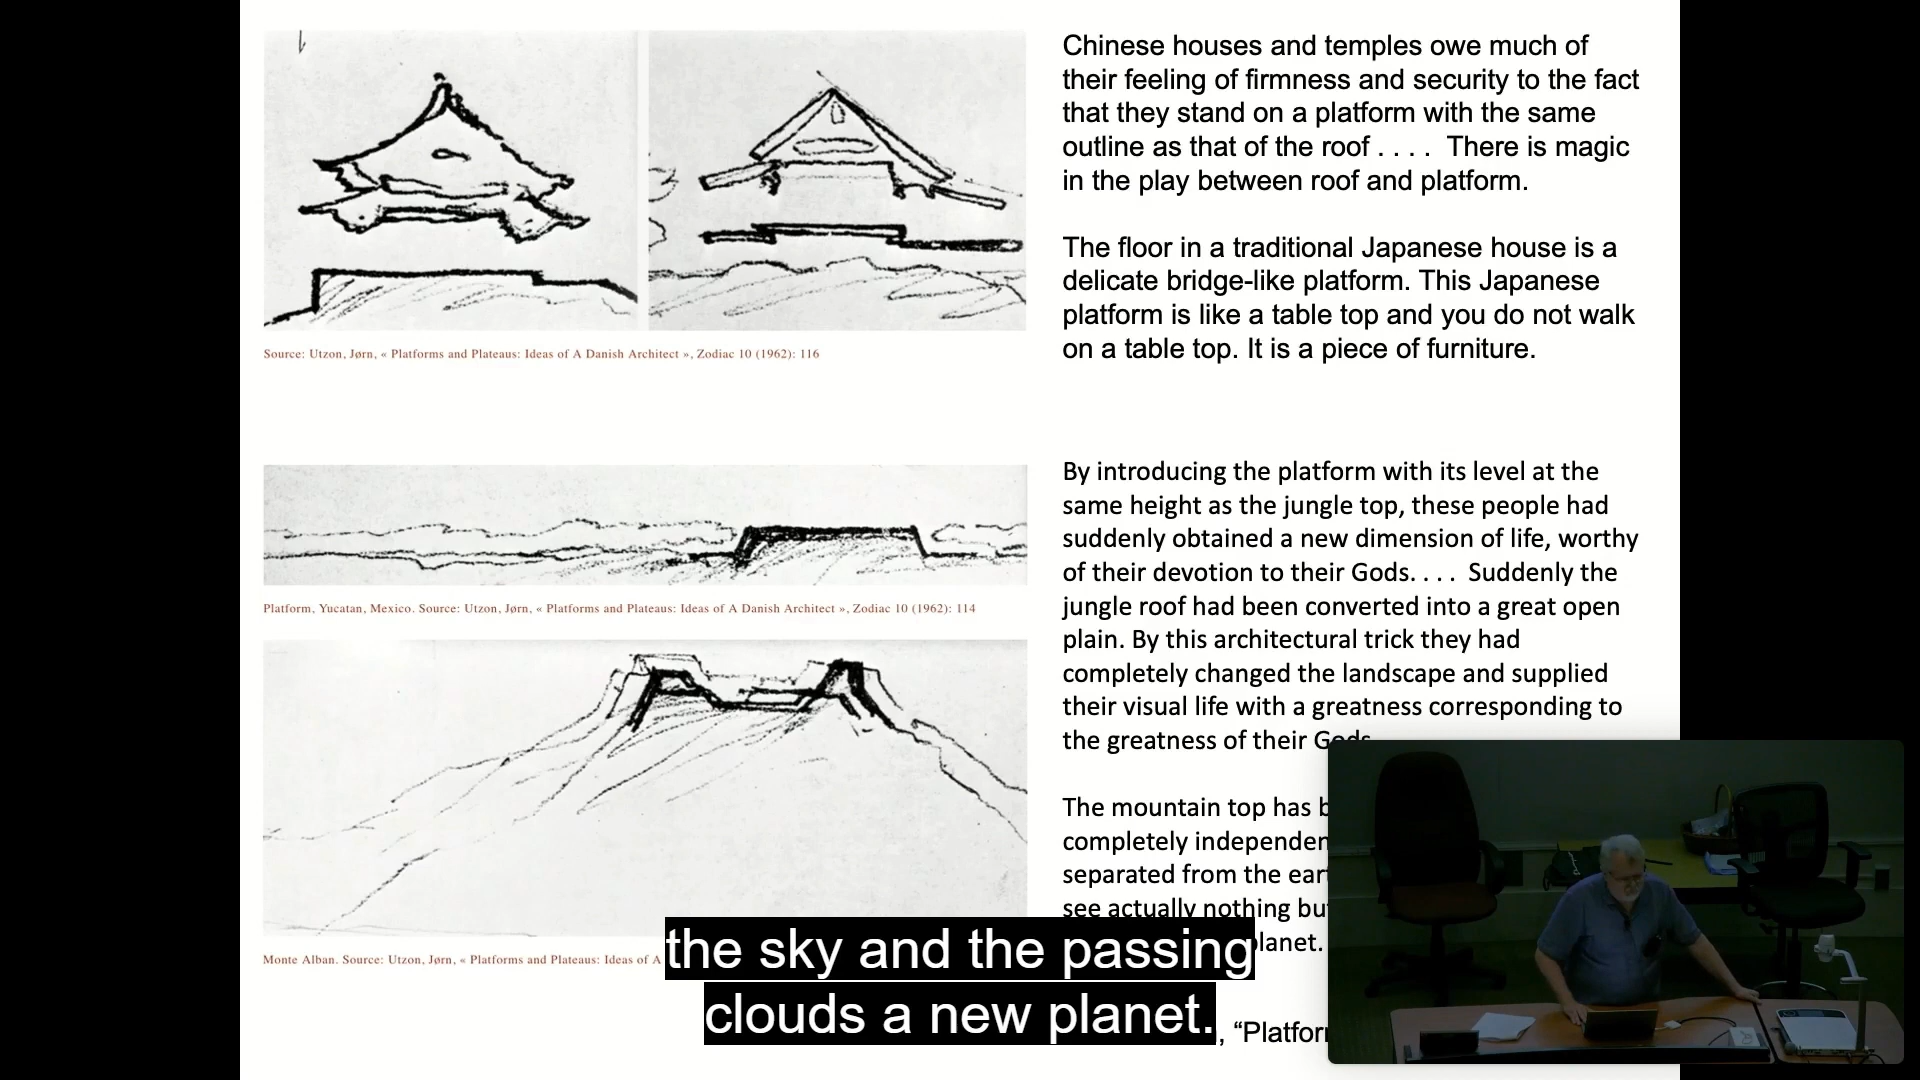 Chinese houses and temples owe much of
their feeling of firmness and security to the fact
that they stand on a platform with the same
outline as that of the roof . . . .  There is magic
in the play between roof and platform.
The floor in a traditional Japanese house is a
delicate bridge-like platform. This Japanese
platform is like a table top and you do not walk
on a table top. It is a piece of furniture.
Source: Utzon, Jørn, « Platforms and Plateaus: Ideas of A Danish Architect », Zodiac 10 (1962): 116
By introducing the platform with its level at the
same height as the jungle top, these people had
suddenly obtained a new dimension of life, worthy
of their devotion to their Gods. . . .  Suddenly the
jungle roof had been converted into a great open
plain. By this architectural trick they had
completely changed the landscape and supplied
their visual life with a greatness corresponding to
the greatness of their Gods
Platform, Yucatan, Mexico. Source: Utzon, Jørn, « Platforms and Plateaus: Ideas of A Danish Architect », Zodiac 10 (1962): 114
The mountain top has
completely
separated from the
see actually nothing
planet.
Monte Alban. Source: Utzon, Jørn, « Platforms and Plateaus: Ideas of A
the sky and the passing
clouds a new planet.
, “Platfor